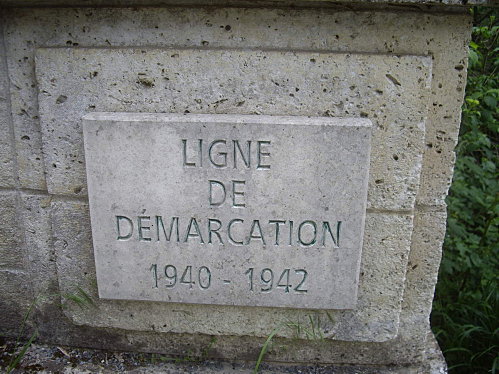 LIGNE
DE
DÉMARCATION
1940 - 1942